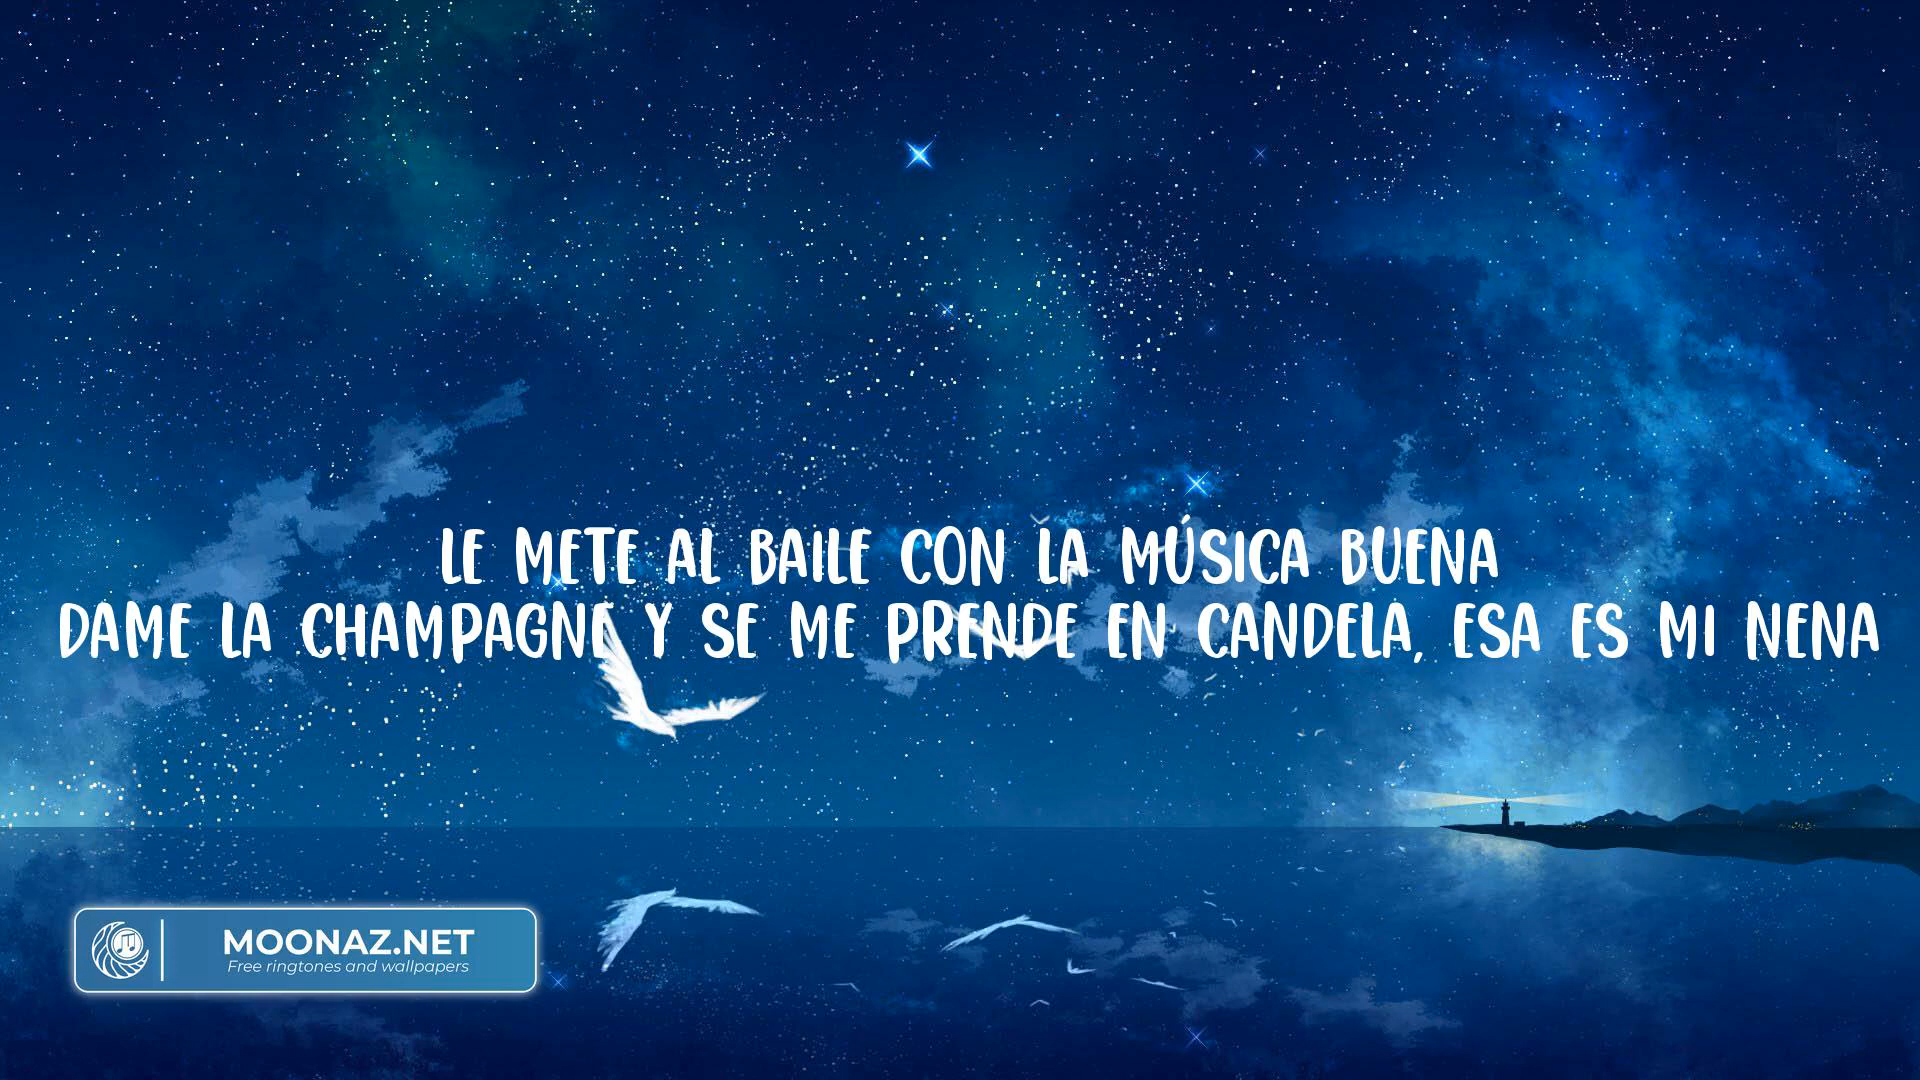 LE METE AL BAILE CON LA MÚSICA BUENA
DAME LA CHAMPAGNE Y SE ME PRENDE EN CANDELA, ESA ES MI NENA
MOONAZ.NET
Free ringtones and wallpapers